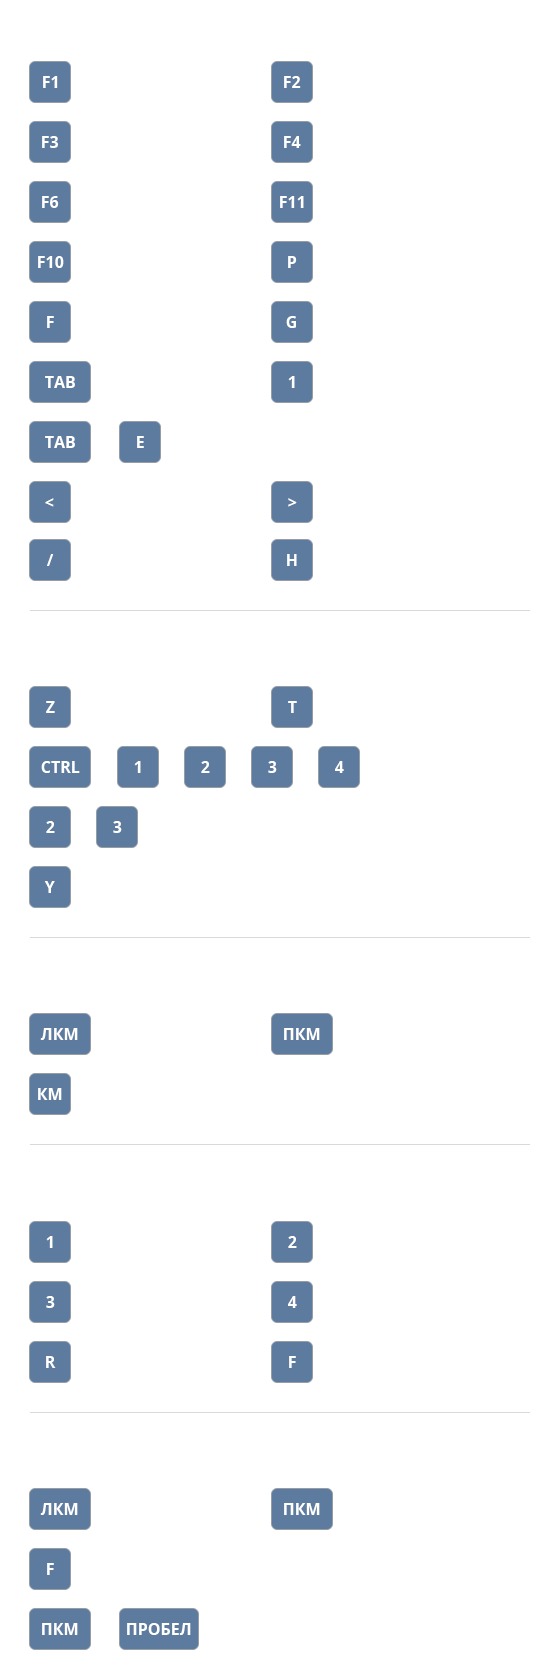 F1 F2
F3 F4
F6 F11
F10 P
F G
TAB 1
TAB E
< >
/ H
Z T
CTRL 1 2 3 4
2 3
Y
ЛКМ ПКМ
КМ
1 2
3 4
R F
ЛКМ ПКМ
F
ПКМ ПРОБЕЛ